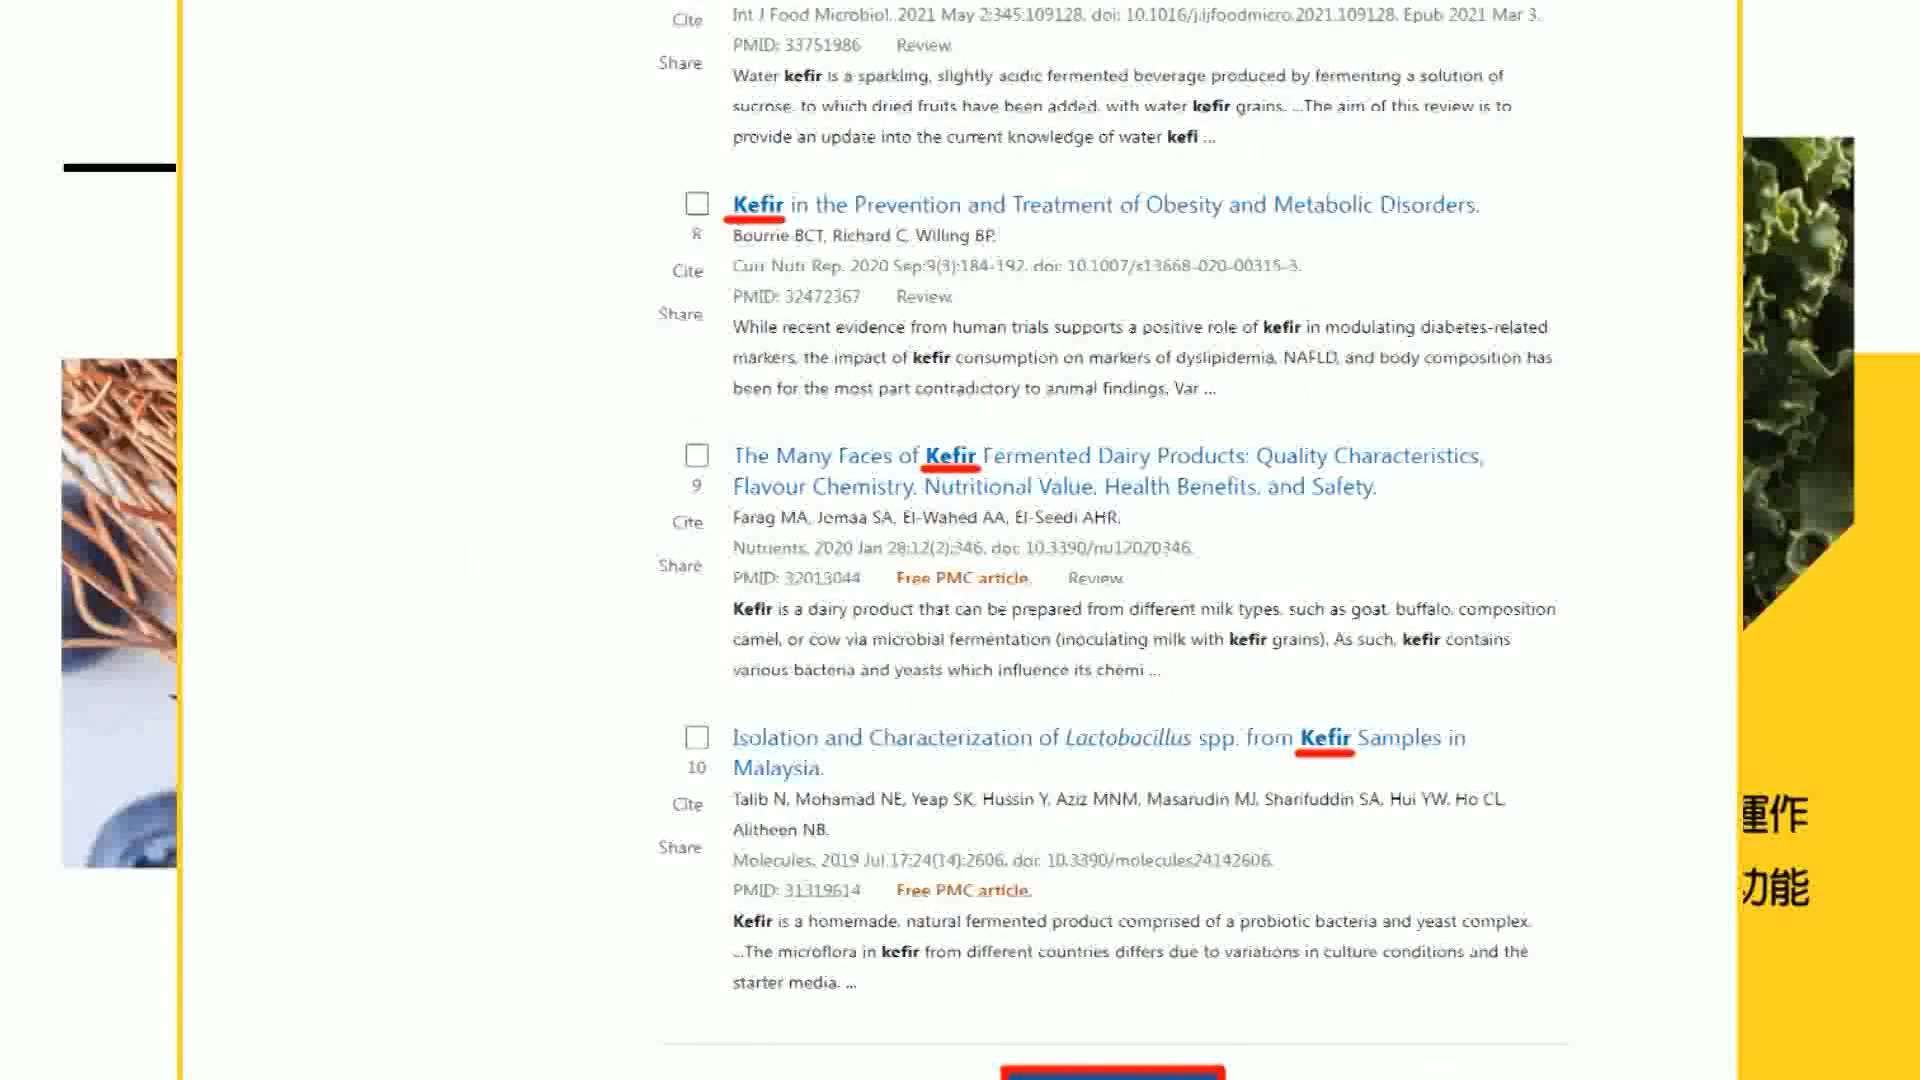 Cite
Int J Food Microbiol. 2021 May 2;345:109128. doi: 10.1016/j.ijfoodmicro.2021.109128. Epub 2021 Mar 3.
PMID: 33751986 Review.
Share
Water kefir is a sparkling, slightly acidic fermented beverage produced by fermenting a solution of
sucrose, to which dried fruits have been added, with water kefir grains. ...The aim of this review is to
provide an update into the current knowledge of water kefi ...
Kefir in the Prevention and Treatment of Obesity and Metabolic Disorders.
8
Bourrie BCT, Richard C, Willing BP.
Cite
Curr Nutr Rep. 2020 Sep;9(3):184-192. doi: 10.1007/s13668-020-00315-3.
PMID: 32472367 Review.
Share
While recent evidence from human trials supports a positive role of kefir in modulating diabetes-related
markers, the impact of kefir consumption on markers of dyslipidemia, NAFLD, and body composition has
been for the most part contradictory to animal findings. Var ...
The Many Faces of Kefir Fermented Dairy Products: Quality Characteristics,
9
Flavour Chemistry, Nutritional Value, Health Benefits, and Safety.
Cite
Farag MA, Jomaa SA, El-Wahed AA, El-Seedi AHR.
Nutrients. 2020 Jan 28;12(2):346. doi: 10.3390/nu12020346.
Share
PMID: 32013044 Free PMC article. Review.
Kefir is a dairy product that can be prepared from different milk types, such as goat, buffalo, composition
camel, or cow via microbial fermentation (inoculating milk with kefir grains). As such, kefir contains
various bacteria and yeasts which influence its chemi ...
Isolation and Characterization of Lactobacillus spp. from Kefir Samples in
10
Malaysia.
Cite
Talib N, Mohamad NE, Yeap SK, Hussin Y, Aziz MNM, Masarudin MJ, Sharifuddin SA, Hui YW, Ho CL,
Alitheen NB.
Share
Molecules. 2019 Jul 17;24(14):2606. doi: 10.3390/molecules24142606.
PMID: 31319614 Free PMC article.
Kefir is a homemade, natural fermented product comprised of a probiotic bacteria and yeast complex.
...The microflora in kefir from different countries differs due to variations in culture conditions and the
starter media. ...
運作
功能